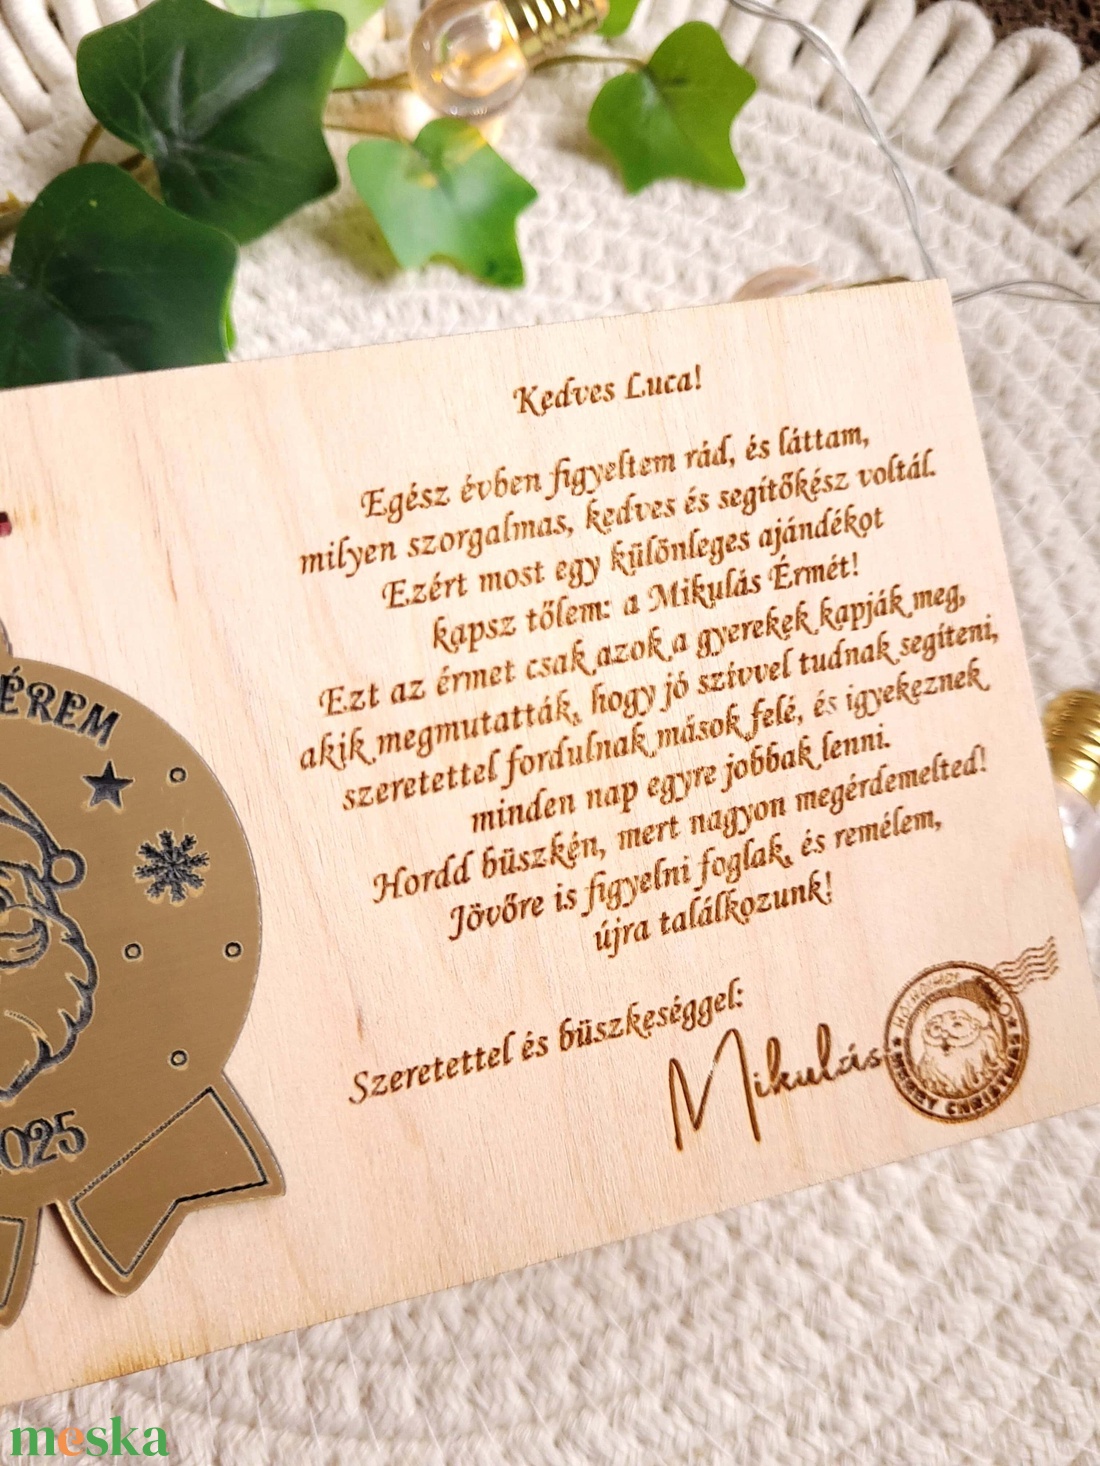 Kedves Luca!
Egész évben figyeltem rád, és láttam,
milyen szorgalmas, kedves és segítőkész voltál.
Ezért most egy különleges ajándékot
kapsz tőlem: a Mikulás Érmét!
Ezt az érmet csak azok a gyerekek kapják meg,
akik megmutatták, hogy jó szívvel tudnak segíteni,
szeretettel fordulnak mások felé, és igyekeznek
minden nap egyre jobbak lenni.
Hordd büszkén, mert nagyon megérdemelted!
Jövőre is figyelni foglak, és remélem,
újra találkozunk!
Szeretettel és büszkeséggel:
Mikulás
MERRY CHRISTMAS
ÉREM
2025
meska